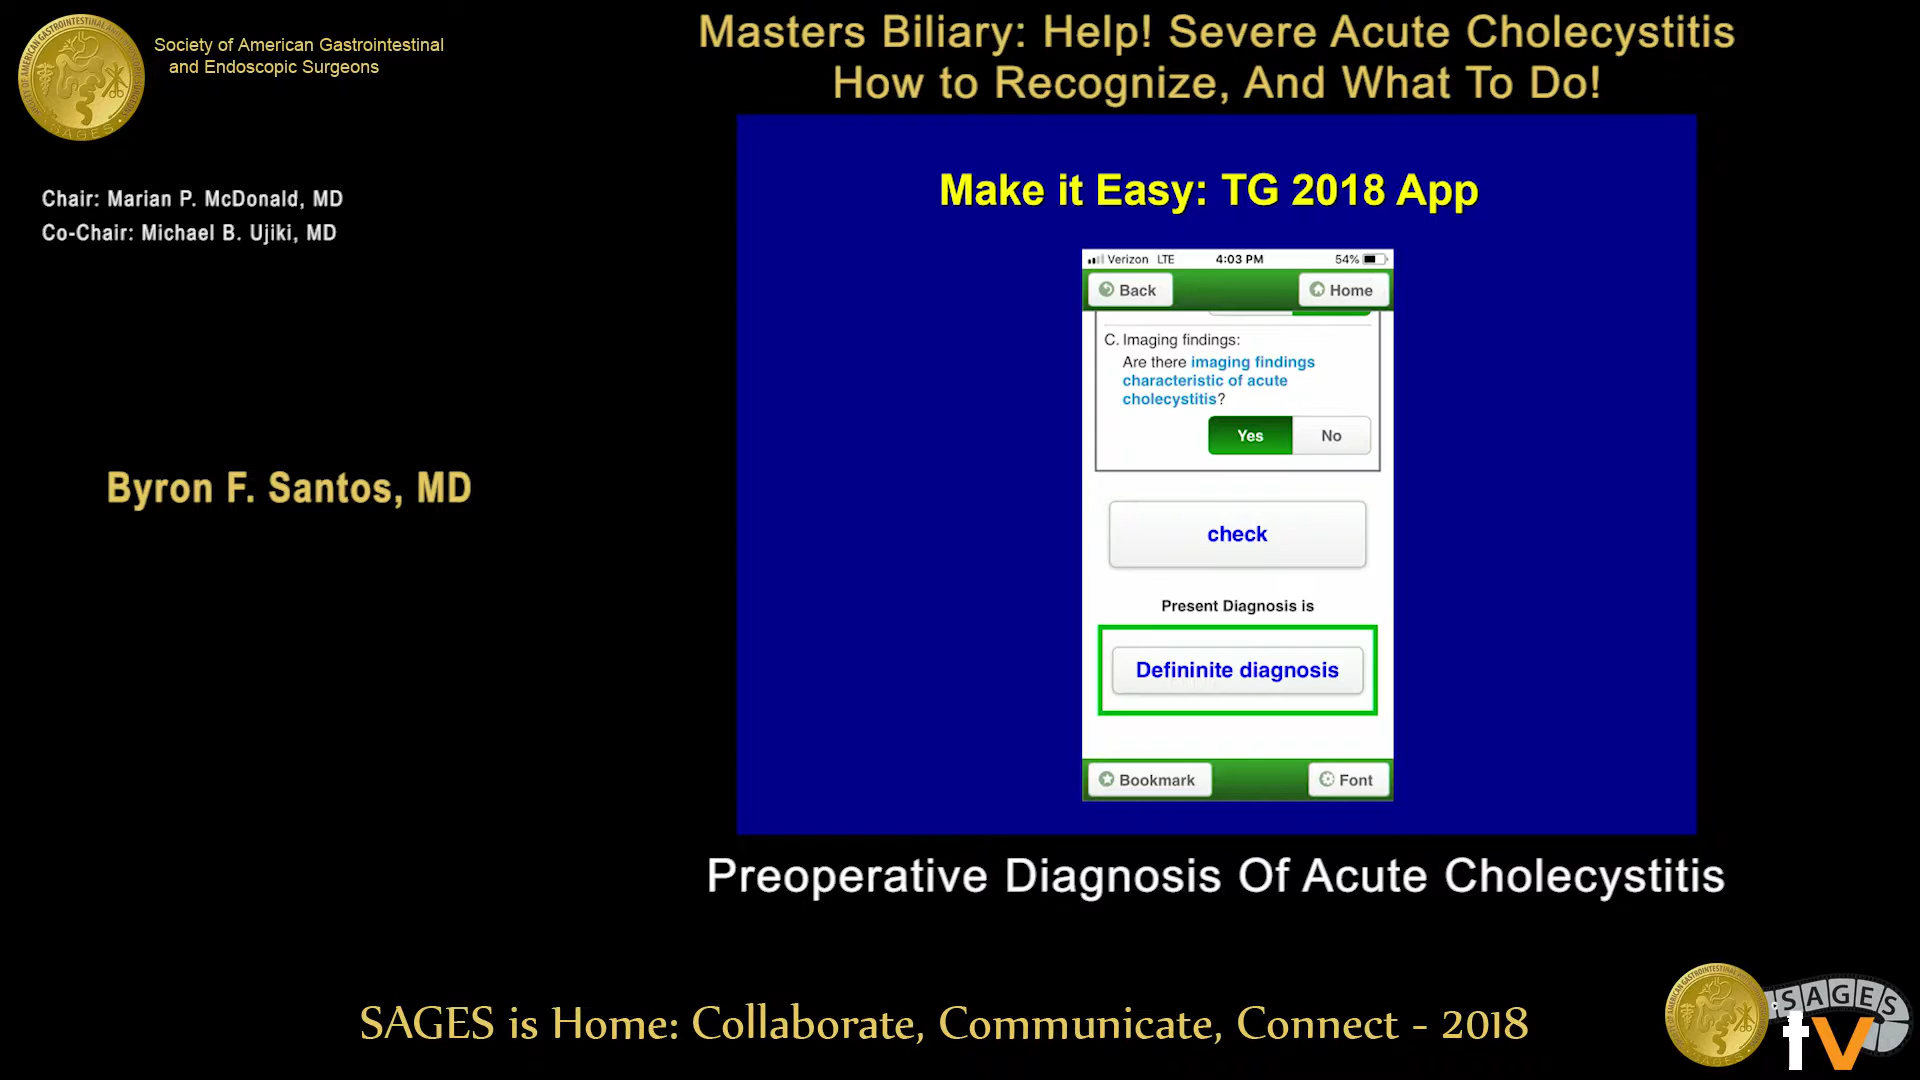 Society of American Gastrointestinal
and Endoscopic Surgeons
Masters Biliary: Help! Severe Acute Cholecystitis
How to Recognize, And What To Do!
Chair: Marian P. McDonald, MD
Co-Chair: Michael B. Ujiki, MD
Byron F. Santos, MD
Make it Easy: TG 2018 App
Verizon LTE 4:03 PM 54%
Back Home
C. Imaging findings:
Are there imaging findings
characteristic of acute
cholecystitis?
Yes No
check
Present Diagnosis is
Defininite diagnosis
Bookmark Font
Preoperative Diagnosis Of Acute Cholecystitis
SAGES is Home: Collaborate, Communicate, Connect - 2018
SAGES
tv